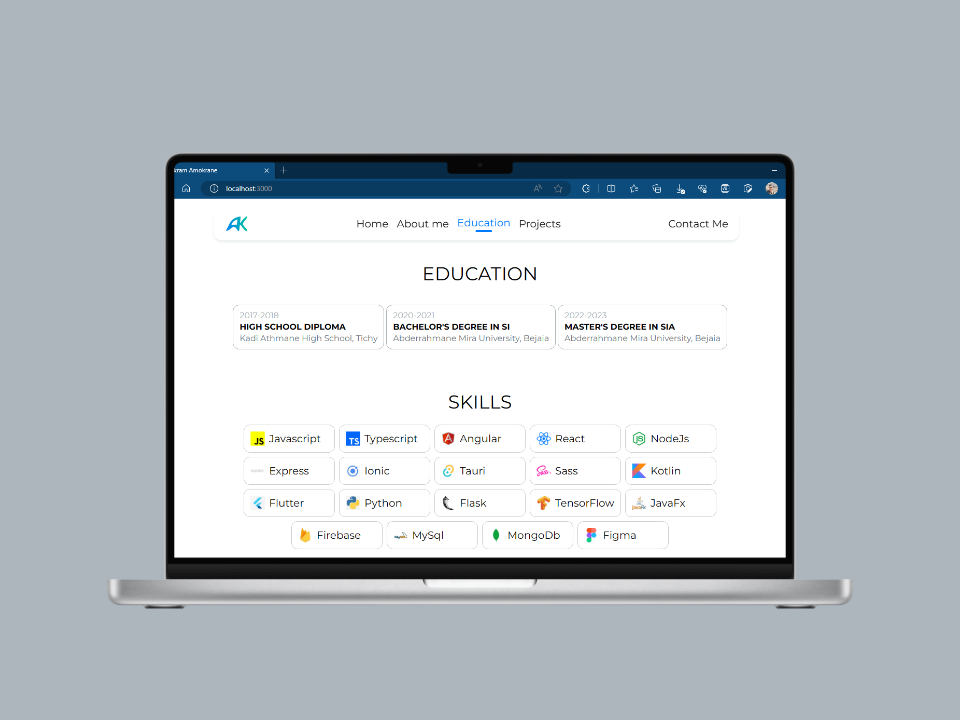 kram Amokrane
localhost:3000
AK
Home About me Education Projects Contact Me
EDUCATION
2017-2018
HIGH SCHOOL DIPLOMA
Kadi Athmane High School, Tichy
2020-2021
BACHELOR'S DEGREE IN SI
Abderrahmane Mira University, Bejaia
2022-2023
MASTER'S DEGREE IN SIA
Abderrahmane Mira University, Bejaia
SKILLS
JS Javascript
TS Typescript
Angular
React
NodeJs
Express
Ionic
Tauri
Sass
Kotlin
Flutter
Python
Flask
TensorFlow
JavaFx
Firebase
MySql
MongoDb
Figma